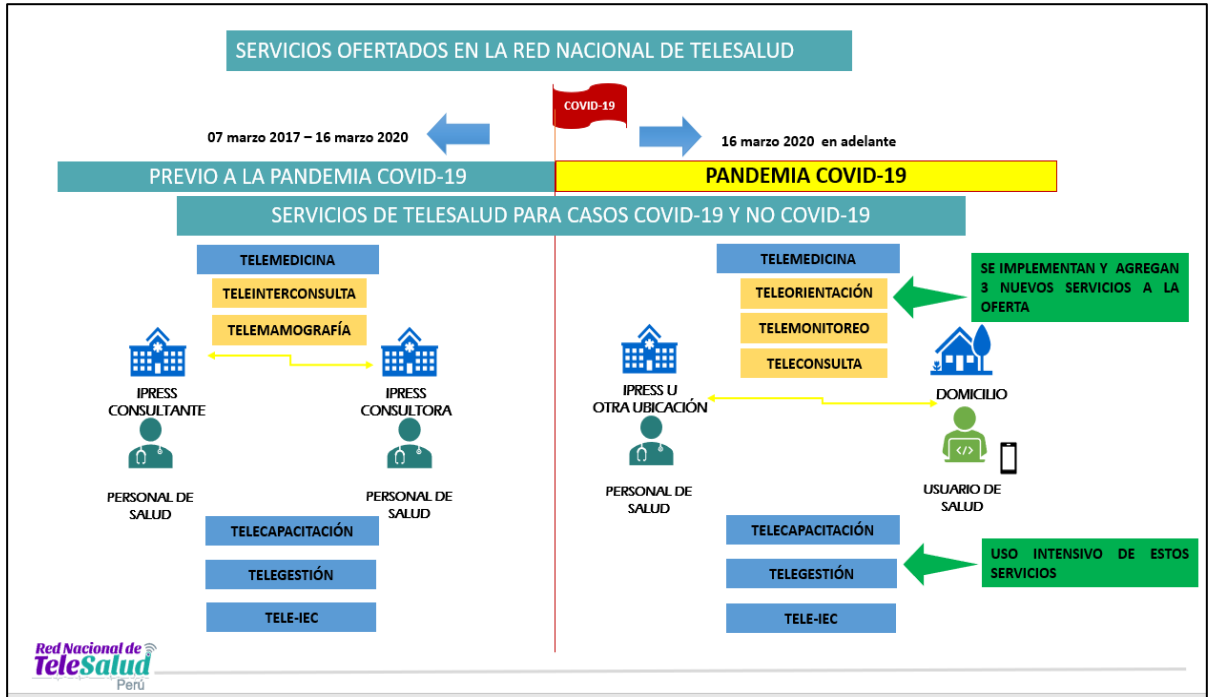 SERVICIOS OFERTADOS EN LA RED NACIONAL DE TELESALUD
COVID-19
07 marzo 2017 – 16 marzo 2020
16 marzo 2020 en adelante
PREVIO A LA PANDEMIA COVID-19
PANDEMIA COVID-19
SERVICIOS DE TELESALUD PARA CASOS COVID-19 Y NO COVID-19
TELEMEDICINA
TELEINTERCONSULTA
TELEMAMOGRAFÍA
IPRESS
CONSULTANTE
IPRESS
CONSULTORA
PERSONAL DE
SALUD
PERSONAL DE
SALUD
TELECAPACITACIÓN
TELEGESTIÓN
TELE-IEC
TELEMEDICINA
TELEORIENTACIÓN
TELEMONITOREO
TELECONSULTA
SE IMPLEMENTAN Y AGREGAN
3 NUEVOS SERVICIOS A LA
OFERTA
IPRESS U
OTRA UBICACIÓN
DOMICILIO
</>
PERSONAL DE
SALUD
USUARIO DE
SALUD
TELECAPACITACIÓN
TELEGESTIÓN
TELE-IEC
USO INTENSIVO DE ESTOS
SERVICIOS
Red Nacional de
TeleSalud
Perú